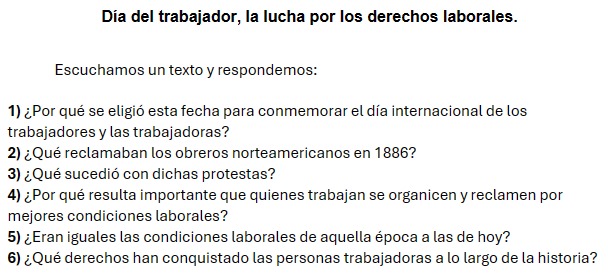 Día del trabajador, la lucha por los derechos laborales.
Escuchamos un texto y respondemos:
1) ¿Por qué se eligió esta fecha para conmemorar el día internacional de los
trabajadores y las trabajadoras?
2) ¿Qué reclamaban los obreros norteamericanos en 1886?
3) ¿Qué sucedió con dichas protestas?
4) ¿Por qué resulta importante que quienes trabajan se organicen y reclamen por
mejores condiciones laborales?
5) ¿Eran iguales las condiciones laborales de aquella época a las de hoy?
6) ¿Qué derechos han conquistado las personas trabajadoras a lo largo de la historia?